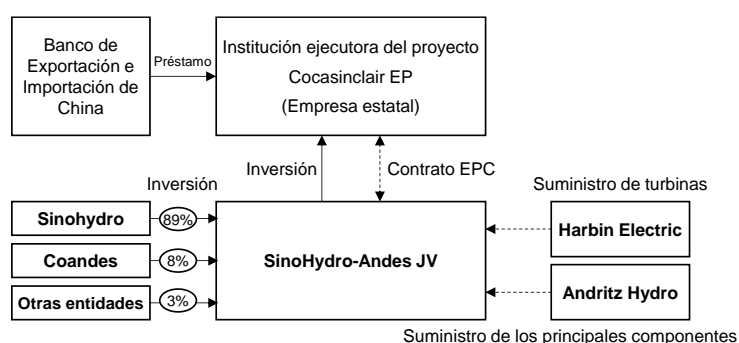 Banco de
Exportación e
Importación de
China
Préstamo
Institución ejecutora del proyecto
Cocasinclair EP
(Empresa estatal)
Inversión
Contrato EPC
Inversión
Suministro de turbinas
Sinohydro
89%
Coandes
8%
Otras entidades
3%
SinoHydro-Andes JV
Harbin Electric
Andritz Hydro
Suministro de los principales componentes